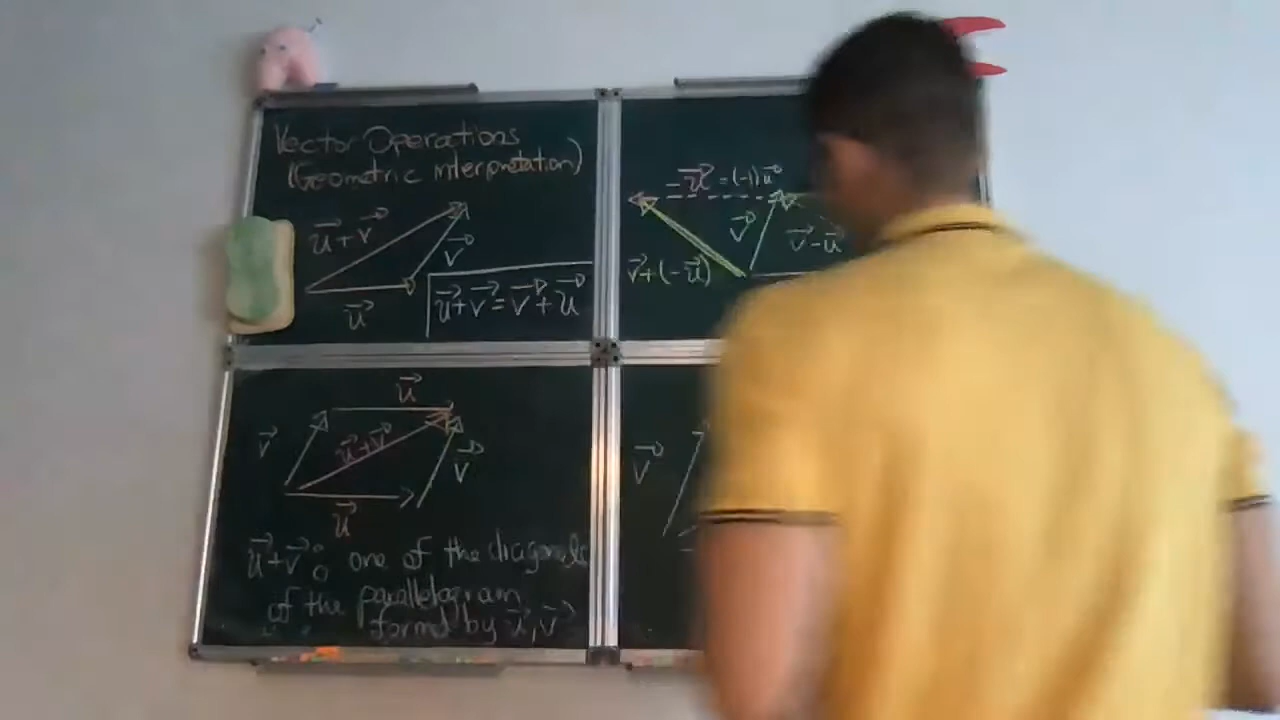 Vector Operations
(Geometric interpretation)
u⃗+v⃗
v⃗
u⃗
u⃗+v⃗=v⃗+u⃗
-u⃗=(-1)u⃗
v⃗
v⃗-u⃗
v⃗+(-u⃗)
u⃗
v⃗
u⃗+v⃗
v⃗
u⃗
u⃗+v⃗: one of the diagonals
of the parallelogram
formed by u⃗,v⃗
v⃗